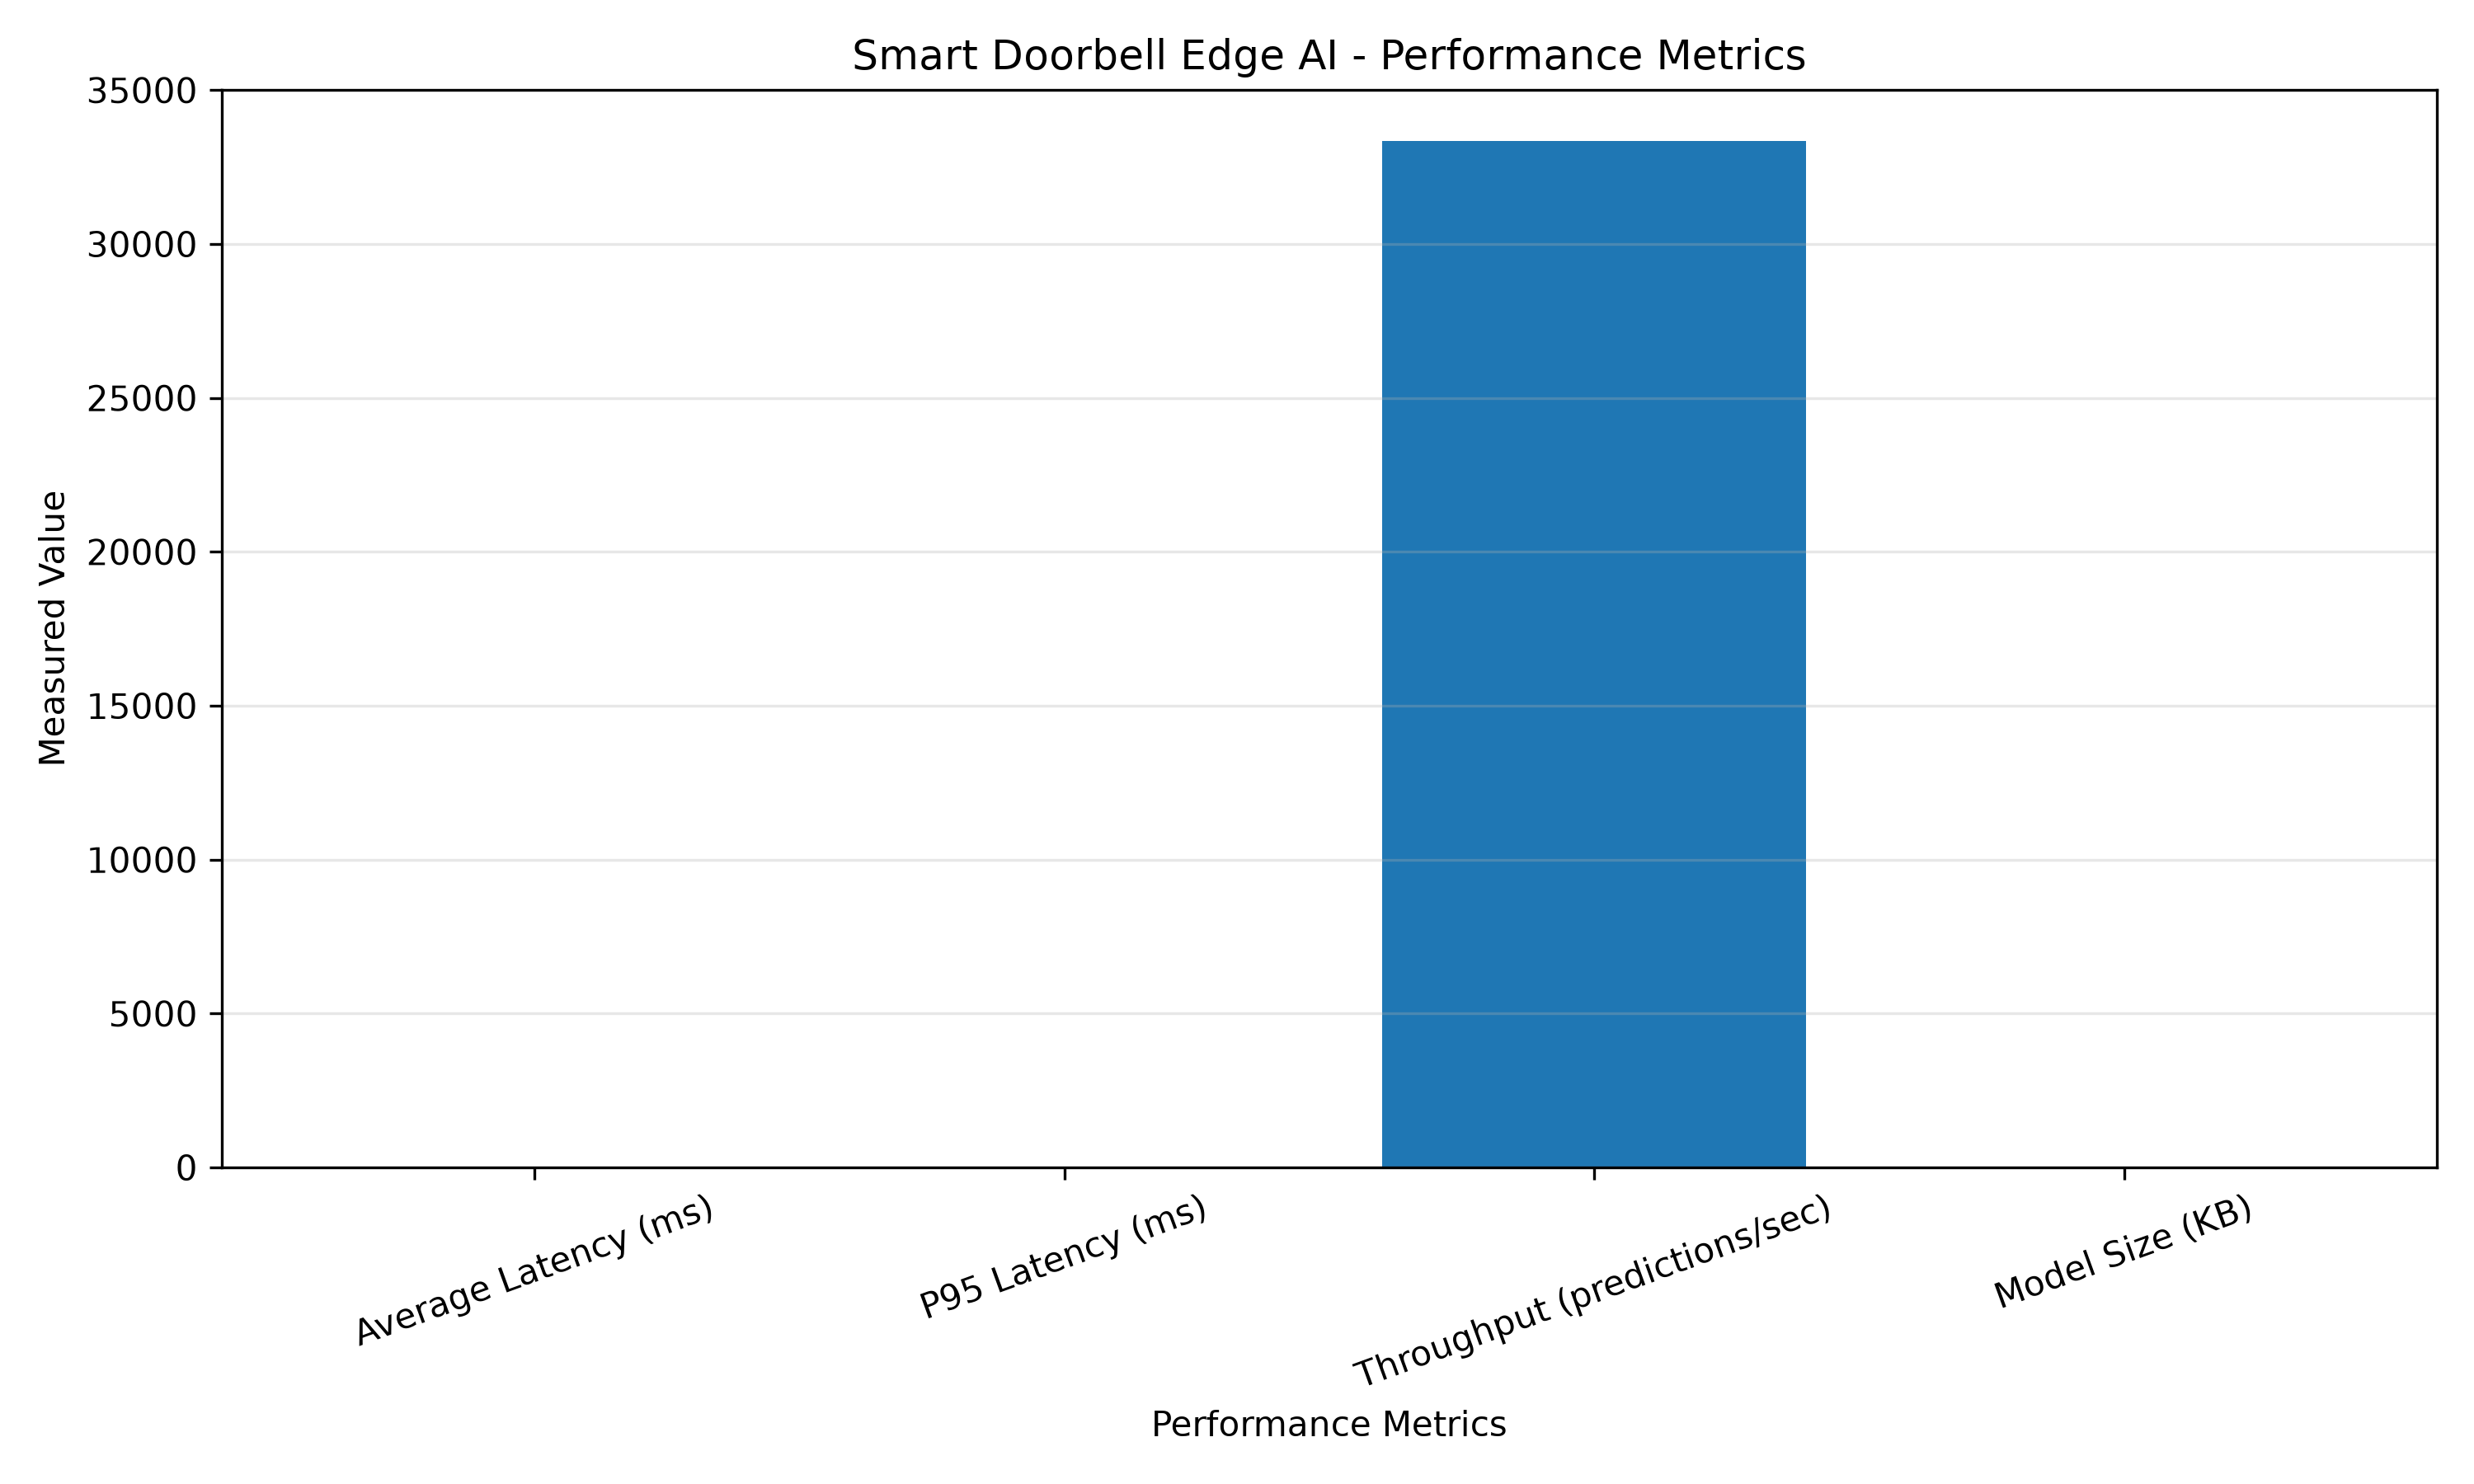 Smart Doorbell Edge AI - Performance Metrics
35000
30000
25000
20000
15000
10000
5000
0
Measured Value
Average Latency (ms)
P95 Latency (ms)
Throughput (predictions/sec)
Model Size (KB)
Performance Metrics